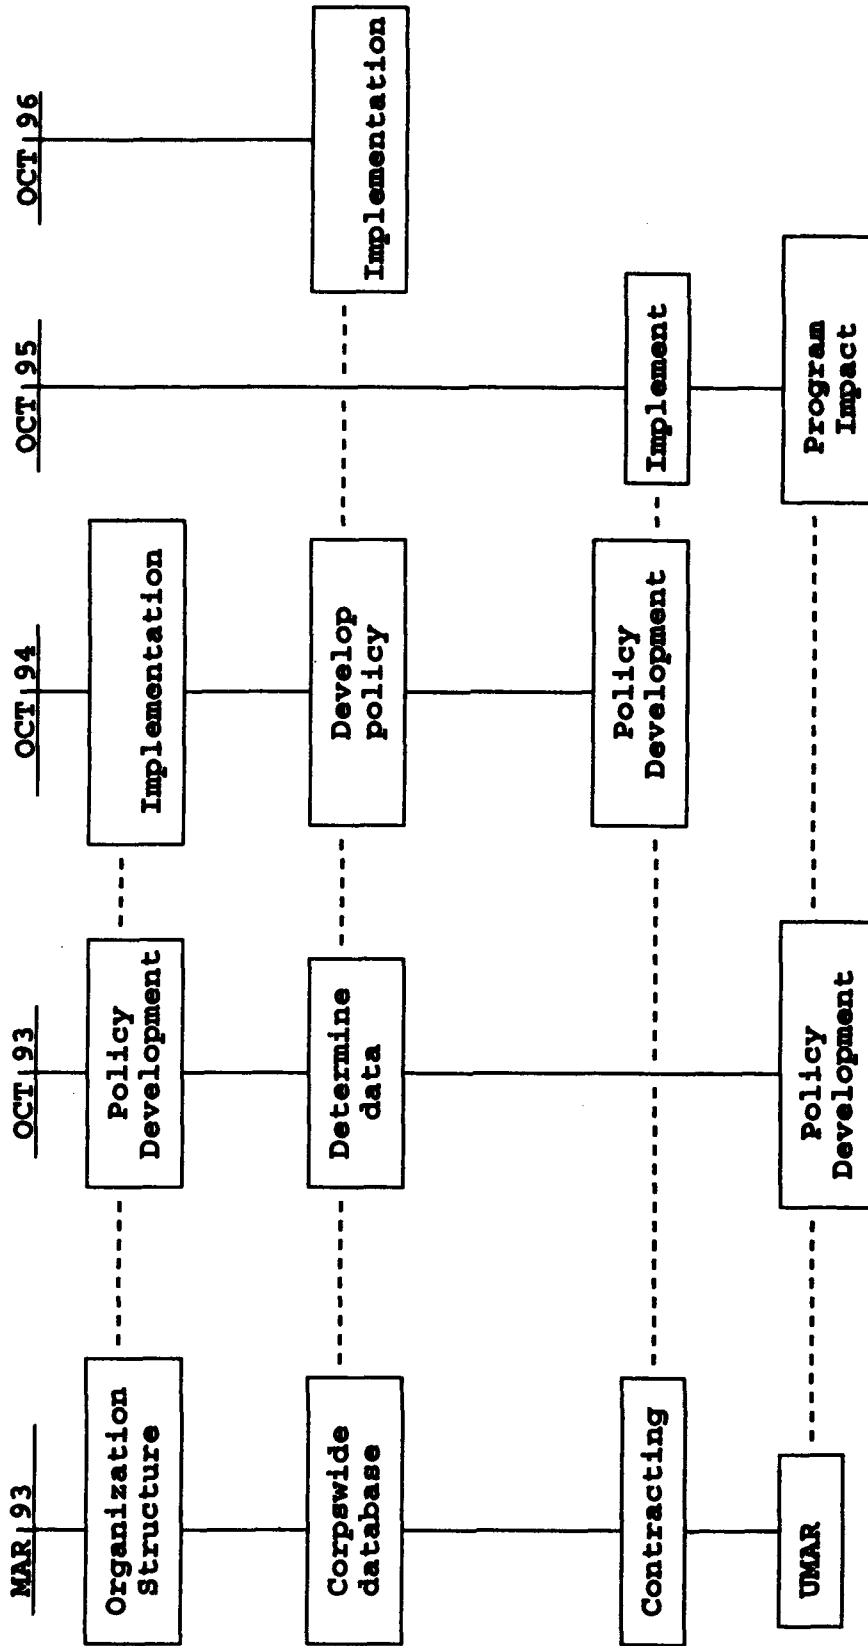 MAR 93
OCT 93
OCT 94
OCT 95
OCT 96
Organization
Structure
Policy
Development
Implementation
Corpswide
database
Determine
data
Develop
policy
Implementation
Contracting
Policy
Development
Implement
UMAR
Policy
Development
Program
Impact